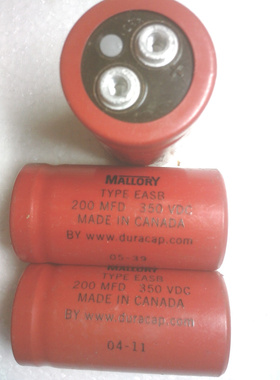 MALLORY
TYPE EASB
200 MFD 350 VDC
MADE IN CANADA
BY www.duracap.com
MALLORY
TYPE EASB
200 MFD 350 VDC
MADE IN CANADA
BY www.duracap.com
04-11